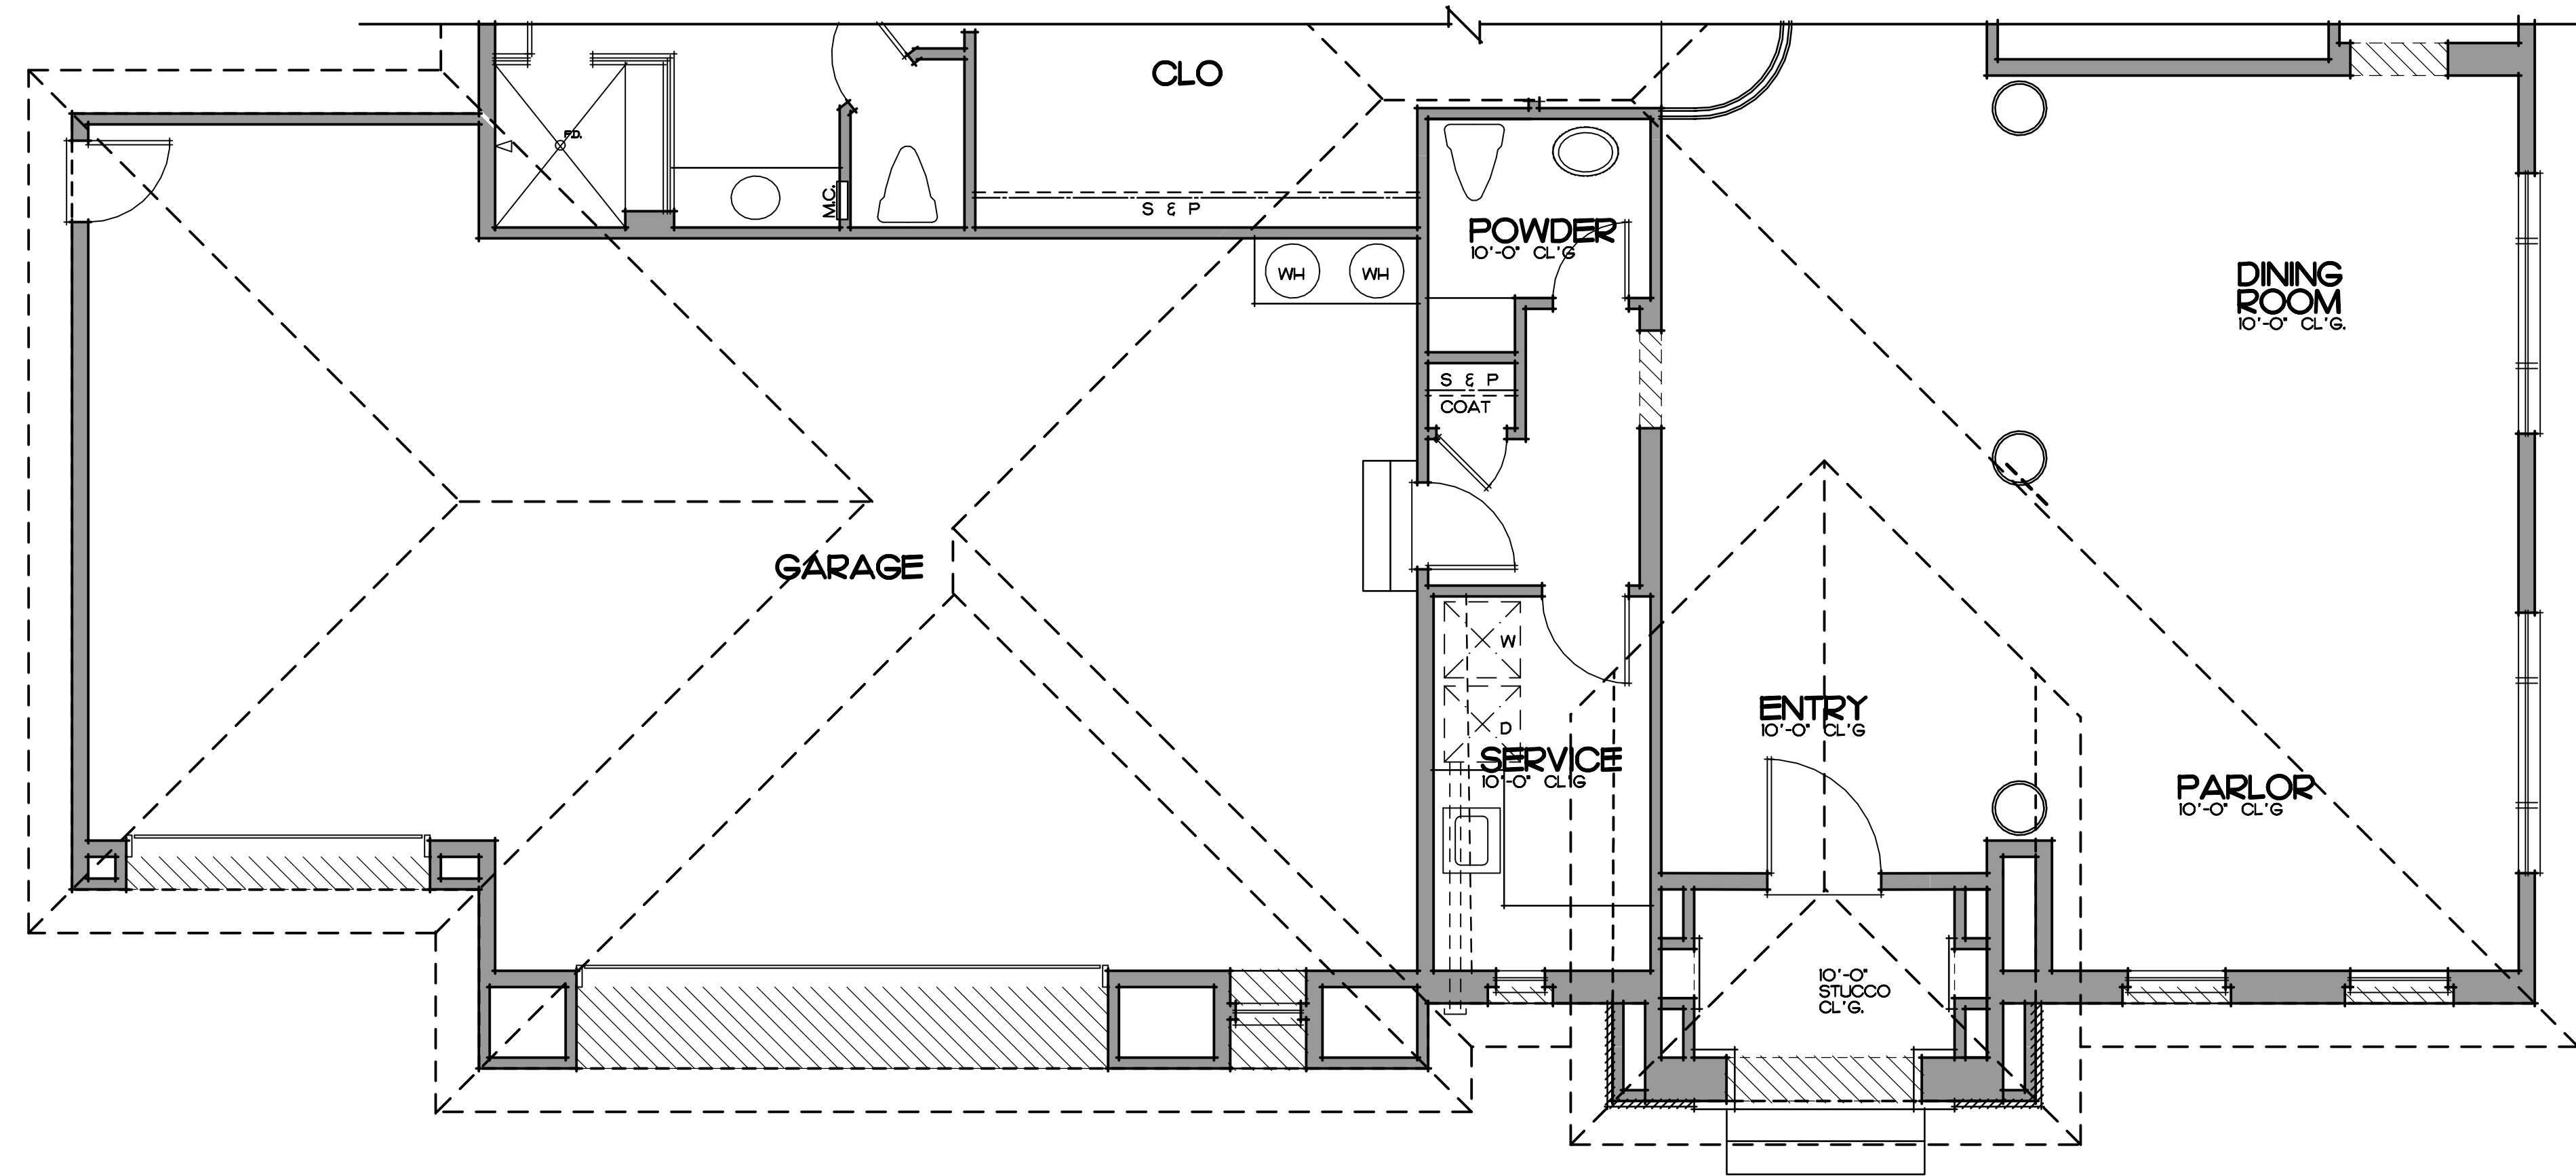 CLO
F.D.
M.C.
S & P
WH
WH
POWDER
10'-0" CL'G
DINING
ROOM
10'-0" CL'G.
S & P
COAT
GARAGE
W
D
SERVICE
10'-0" CL'G
ENTRY
10'-0" CL'G
PARLOR
10'-0" CL'G
10'-0"
STUCCO
CL'G.